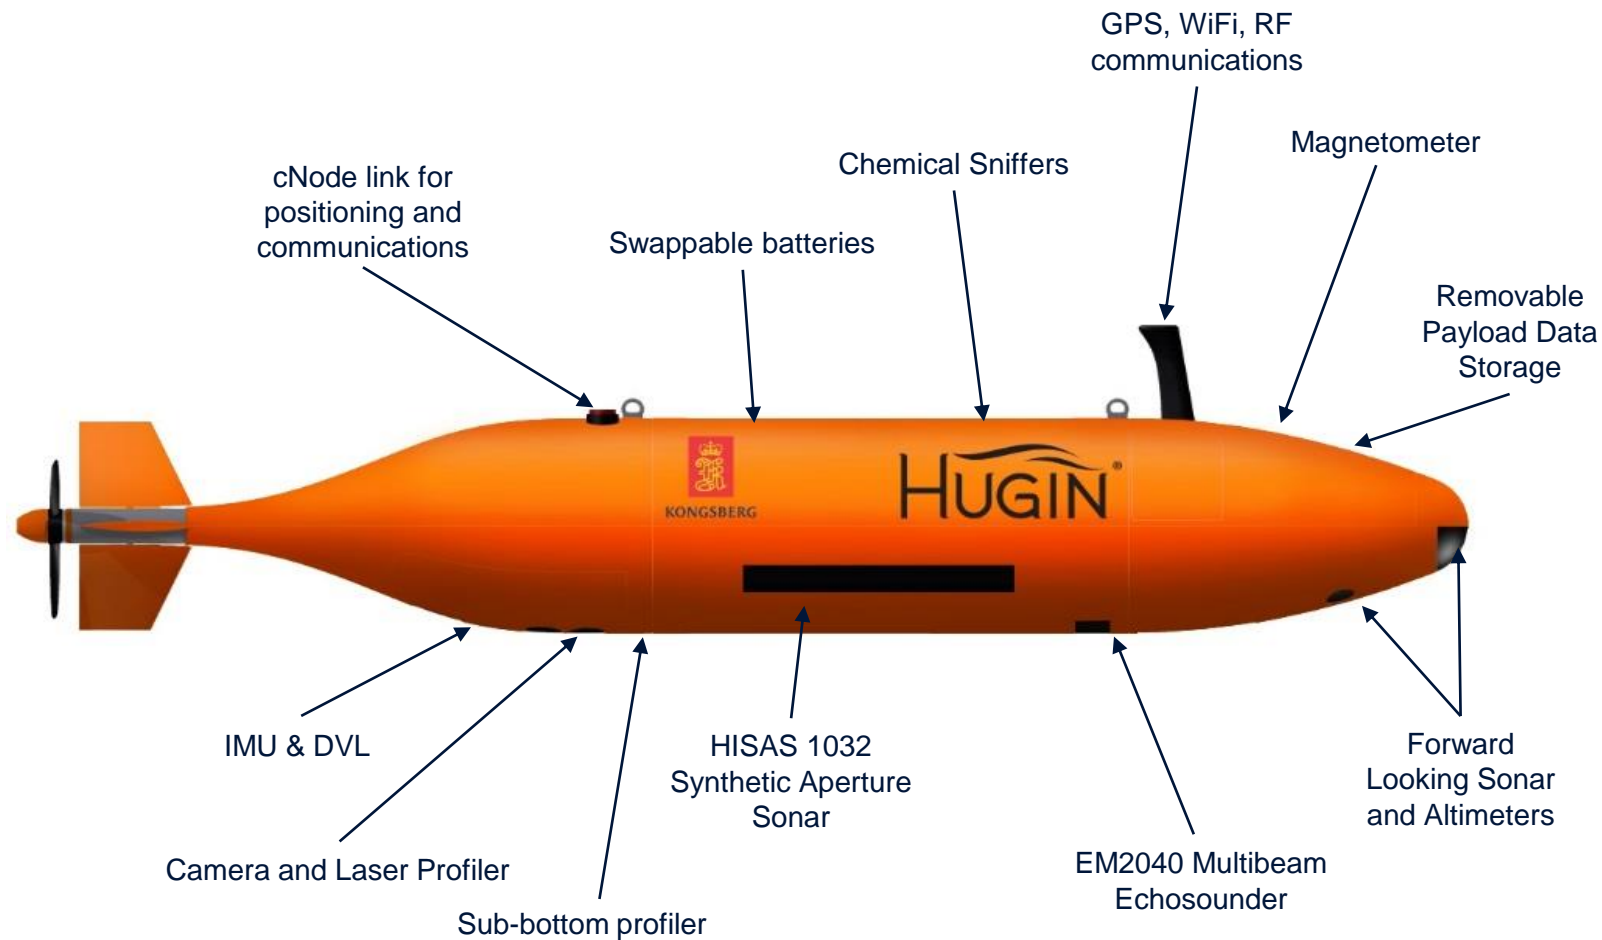 GPS, WiFi, RF
communications
Magnetometer
Chemical Sniffers
cNode link for
positioning and
communications
Swappable batteries
Removable
Payload Data
Storage
KONGSBERG
HUGIN®
IMU & DVL
HISAS 1032
Synthetic Aperture
Sonar
Forward
Looking Sonar
and Altimeters
Camera and Laser Profiler
EM2040 Multibeam
Echosounder
Sub-bottom profiler